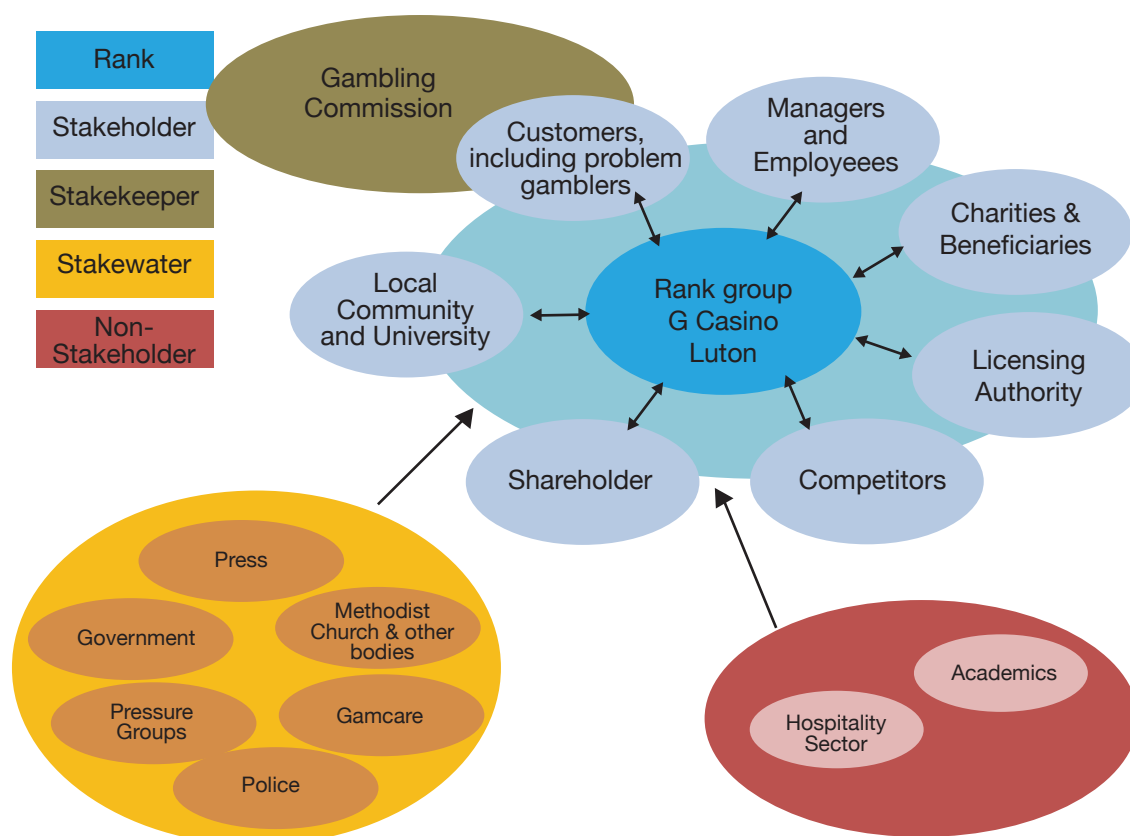 Rank
Stakeholder
Stakekeeper
Stakewater
Non-
Stakeholder
Gambling
Commission
Customers,
including problem
gamblers
Managers
and
Employeees
Charities &
Beneficiaries
Local
Community
and University
Rank group
G Casino
Luton
Licensing
Authority
Shareholder
Competitors
Press
Government
Methodist
Church & other
bodies
Pressure
Groups
Gamcare
Police
Academics
Hospitality
Sector